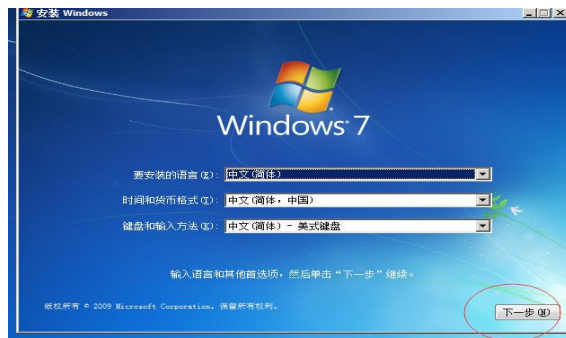 安装 Windows
Windows 7
要安装的语言(E): 中文(简体)
时间和货币格式(T): 中文(简体，中国)
键盘和输入方法(K): 中文(简体) - 美式键盘
输入语言和其他首选项，然后单击“下一步”继续。
版权所有 © 2009 Microsoft Corporation。保留所有权利。
下一步(N)